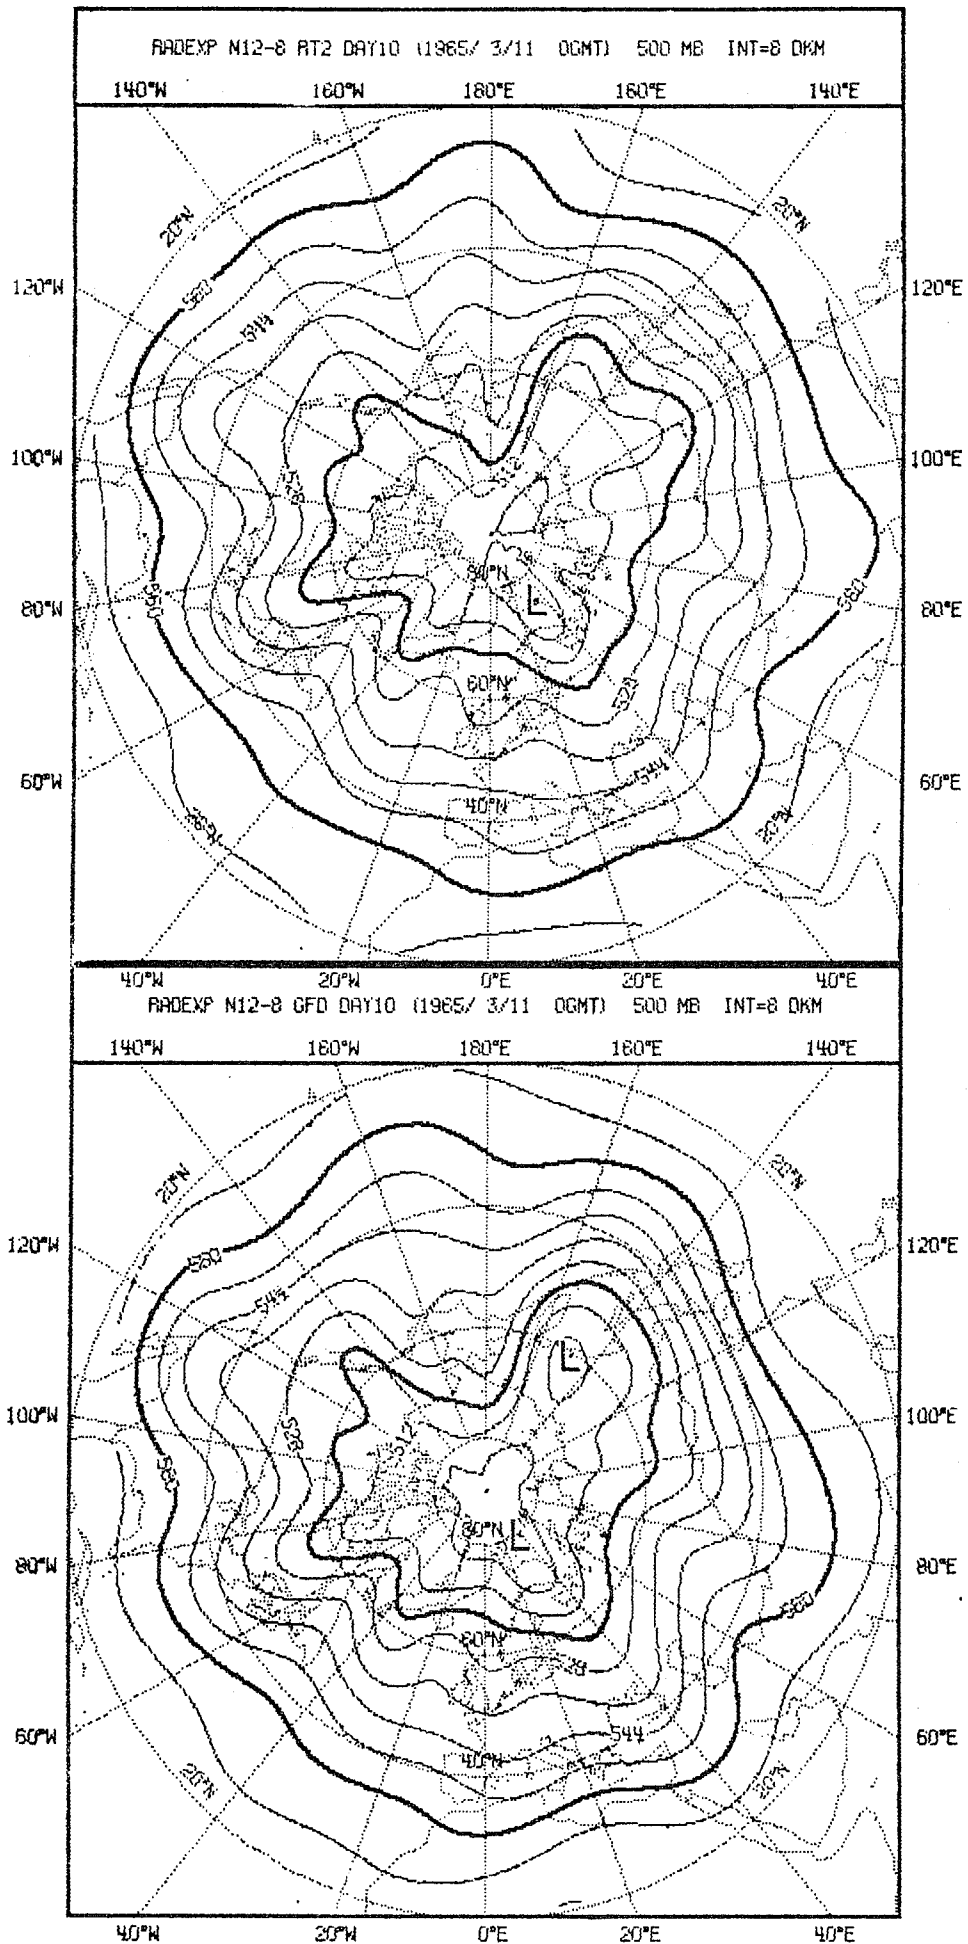 RADEXP N12-8 RT2 DAY10 (1965/ 3/11 0GMT) 500 MB INT=8 DKM
140°W 160°W 180°E 160°E 140°E
20°N 20°N
120°W 560 120°E
544
100°W 528 512 100°E
80°N
80°W 560 L 560 80°E
60°N 528
60°W 544 60°E
40°N
20°N
40°W 20°W 0°E 20°E 40°E
RADEXP N12-8 GFD DAY10 (1965/ 3/11 0GMT) 500 MB INT=8 DKM
140°W 160°W 180°E 160°E 140°E
20°N 20°N
120°W 560 120°E
544
L
100°W 528 512 100°E
560
80°N L
80°W 560 80°E
60°N
60°W 544 60°E
40°N
20°N 20°N
40°W 20°W 0°E 20°E 40°E